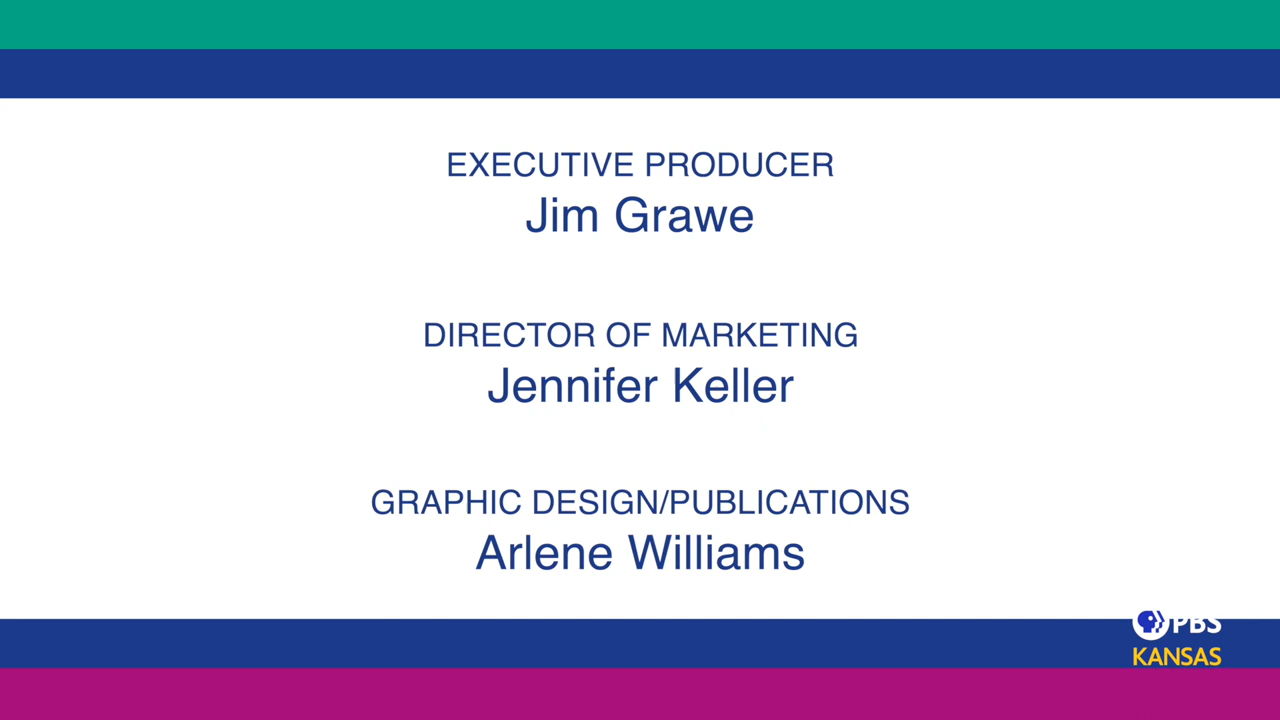 EXECUTIVE PRODUCER
Jim Grawe
DIRECTOR OF MARKETING
Jennifer Keller
GRAPHIC DESIGN/PUBLICATIONS
Arlene Williams
PBS
KANSAS